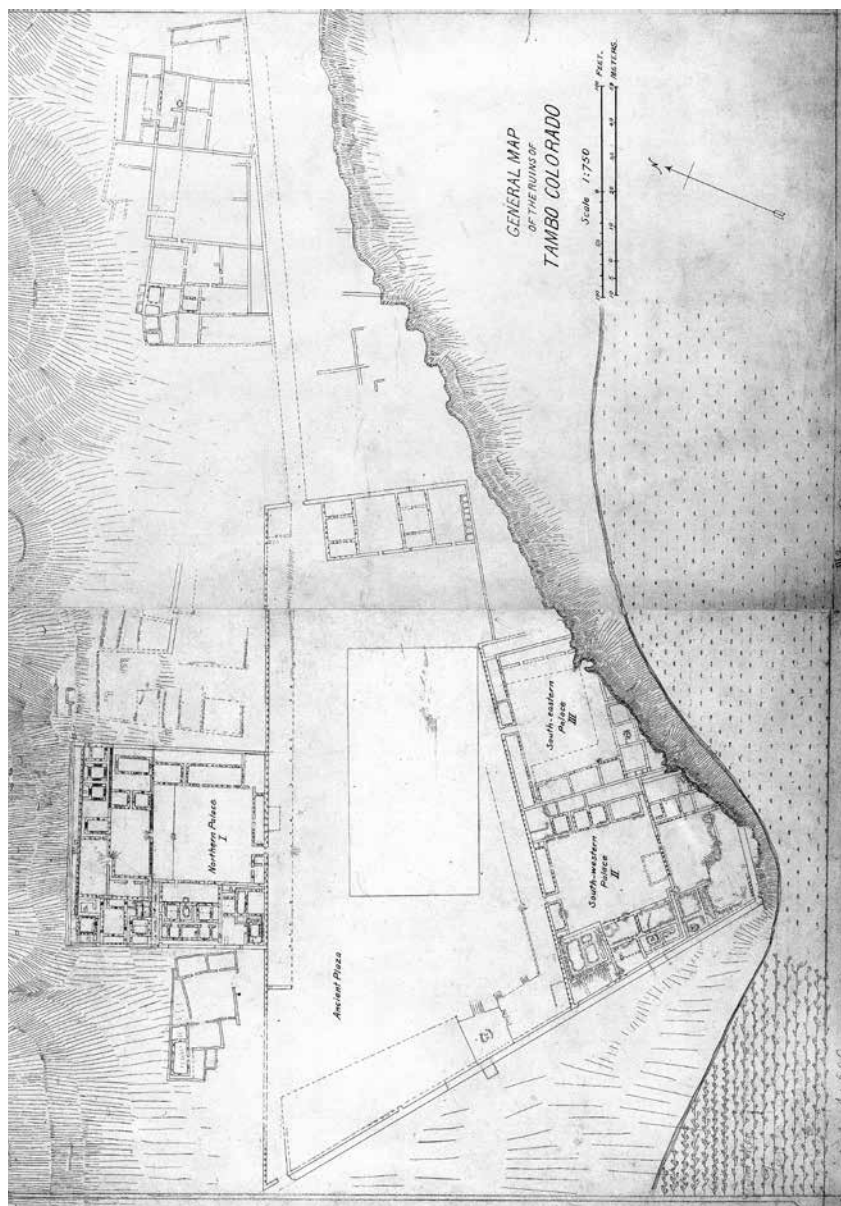 GENERAL MAP
OF THE RUINS OF
TAMBO COLORADO
Scale 1:750
FEET.
METERS.
N
Northern Palace
I
Ancient Plaza
South-eastern
Palace
III
South-western
Palace
II